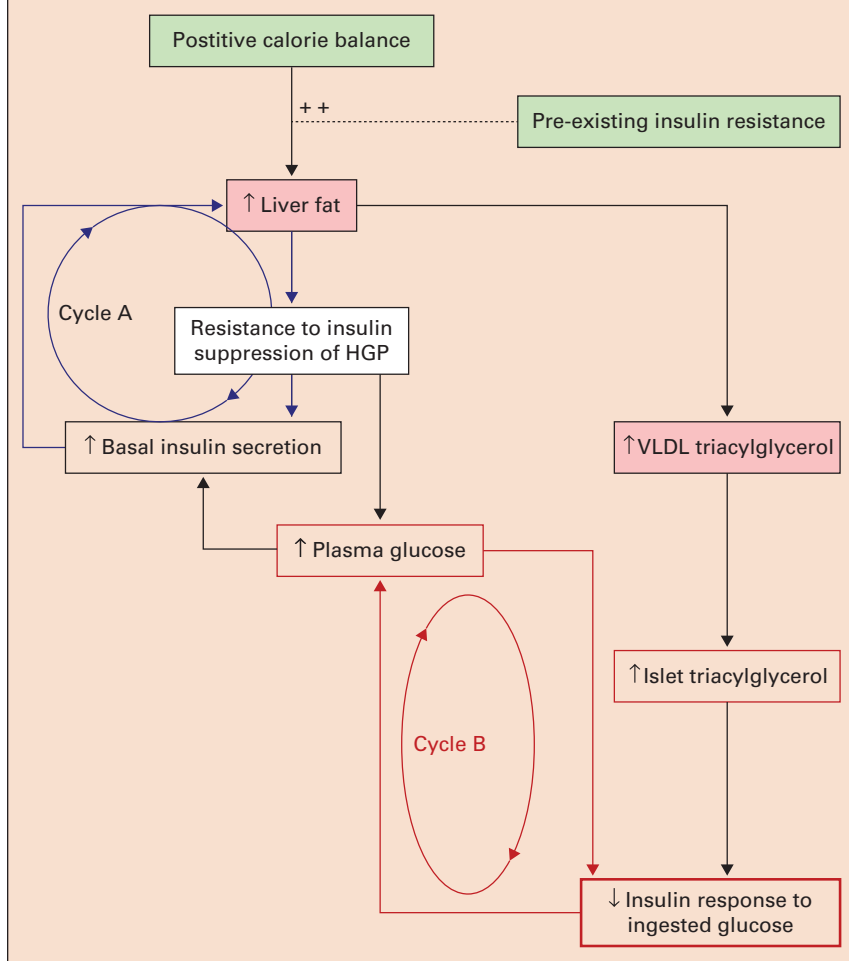 Postitive calorie balance
+ +
Pre-existing insulin resistance
↑ Liver fat
Cycle A
Resistance to insulin
suppression of HGP
↑ Basal insulin secretion
↑ VLDL triacylglycerol
↑ Plasma glucose
↑ Islet triacylglycerol
Cycle B
↓ Insulin response to
ingested glucose